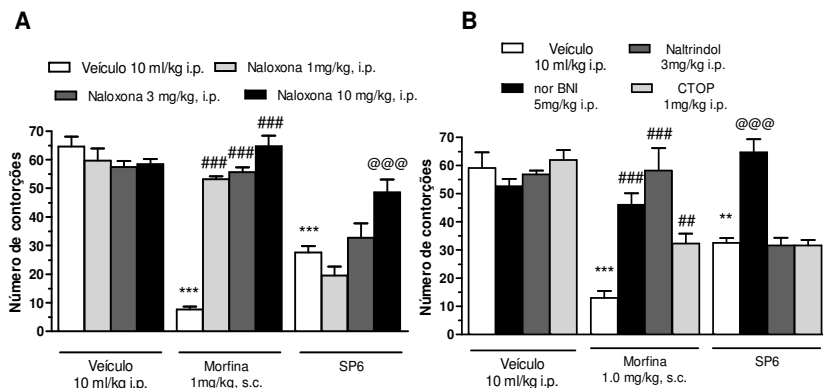 A
Veículo 10 ml/kg i.p.
Naloxona 1mg/kg, i.p.
Naloxona 3 mg/kg, i.p.
Naloxona 10 mg/kg, i.p.
Número de contorções
70
60
50
40
30
20
10
0
***
###
###
###
***
@@@
Veículo
10 ml/kg i.p.
Morfina
1mg/kg, s.c.
SP6
B
Veículo
10 ml/kg i.p.
Naltrindol
3mg/kg i.p.
nor BNI
5mg/kg i.p.
CTOP
1mg/kg i.p.
Número de contorções
70
60
50
40
30
20
10
0
***
###
###
##
**
@@@
Veículo
10 ml/kg i.p.
Morfina
1.0 mg/kg, s.c.
SP6